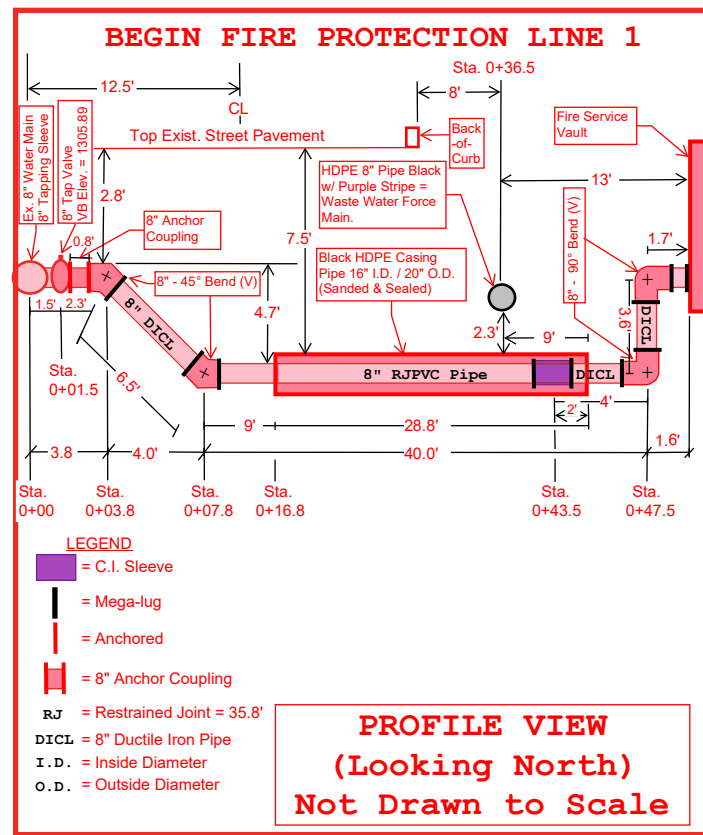 BEGIN FIRE PROTECTION LINE 1
12.5'
CL
Sta. 0+36.5
8'
Top Exist. Street Pavement
Back
-of-
Curb
Fire Service
Vault
Ex. 8" Water Main
8" Tapping Sleeve
8" Tap Valve
VB Elev. = 1305.89
0.8'
8" Anchor
Coupling
2.8'
7.5'
HDPE 8" Pipe Black
w/ Purple Stripe =
Waste Water Force
Main.
13'
1.7'
8" - 45° Bend (V)
Black HDPE Casing
Pipe 16" I.D. / 20" O.D.
(Sanded & Sealed)
8" - 90° Bend (V)
1.5'
2.3'
8" DICL
4.7'
2.3'
9'
3.6'
DICL
Sta.
0+01.5
6.5'
8" RJPVC Pipe
DICL
2'
4'
9'
28.8'
3.8
4.0'
40.0'
1.6'
Sta.
0+00
Sta.
0+03.8
Sta.
0+07.8
Sta.
0+16.8
Sta.
0+43.5
Sta.
0+47.5
LEGEND
= C.I. Sleeve
= Mega-lug
= Anchored
= 8" Anchor Coupling
RJ = Restrained Joint = 35.8'
DICL = 8" Ductile Iron Pipe
I.D. = Inside Diameter
O.D. = Outside Diameter
PROFILE VIEW
(Looking North)
Not Drawn to Scale